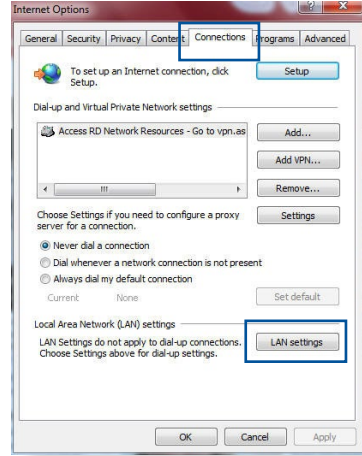 Internet Options
General Security Privacy Content Connections Programs Advanced
To set up an Internet connection, click Setup.
Setup
Dial-up and Virtual Private Network settings
Access RD Network Resources - Go to vpn.as
Add...
Add VPN...
Remove...
Choose Settings if you need to configure a proxy
server for a connection.
Settings
Never dial a connection
Dial whenever a network connection is not present
Always dial my default connection
Current None
Set default
Local Area Network (LAN) settings
LAN Settings do not apply to dial-up connections.
Choose Settings above for dial-up settings.
LAN settings
OK Cancel Apply